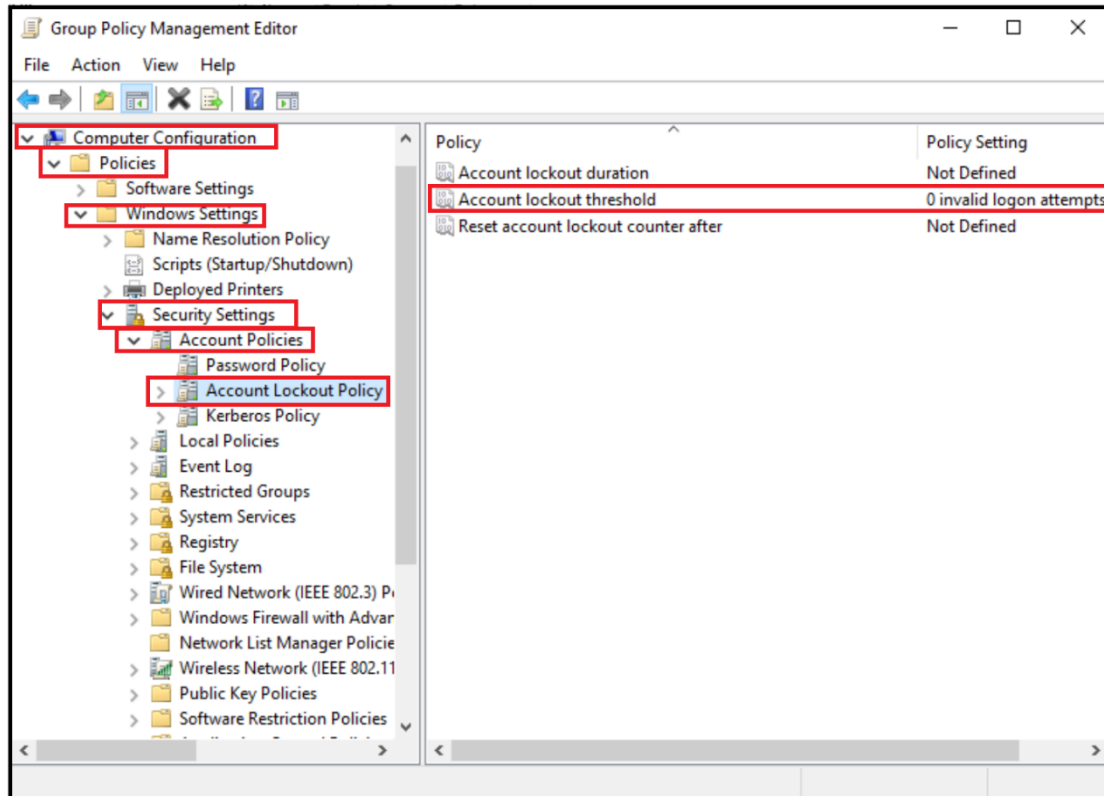 Group Policy Management Editor
File Action View Help
Computer Configuration
Policies
Software Settings
Windows Settings
Name Resolution Policy
Scripts (Startup/Shutdown)
Deployed Printers
Security Settings
Account Policies
Password Policy
Account Lockout Policy
Kerberos Policy
Local Policies
Event Log
Restricted Groups
System Services
Registry
File System
Wired Network (IEEE 802.3) P
Windows Firewall with Advar
Network List Manager Policie
Wireless Network (IEEE 802.11
Public Key Policies
Software Restriction Policies
Policy Policy Setting
Account lockout duration Not Defined
Account lockout threshold 0 invalid logon attempts
Reset account lockout counter after Not Defined